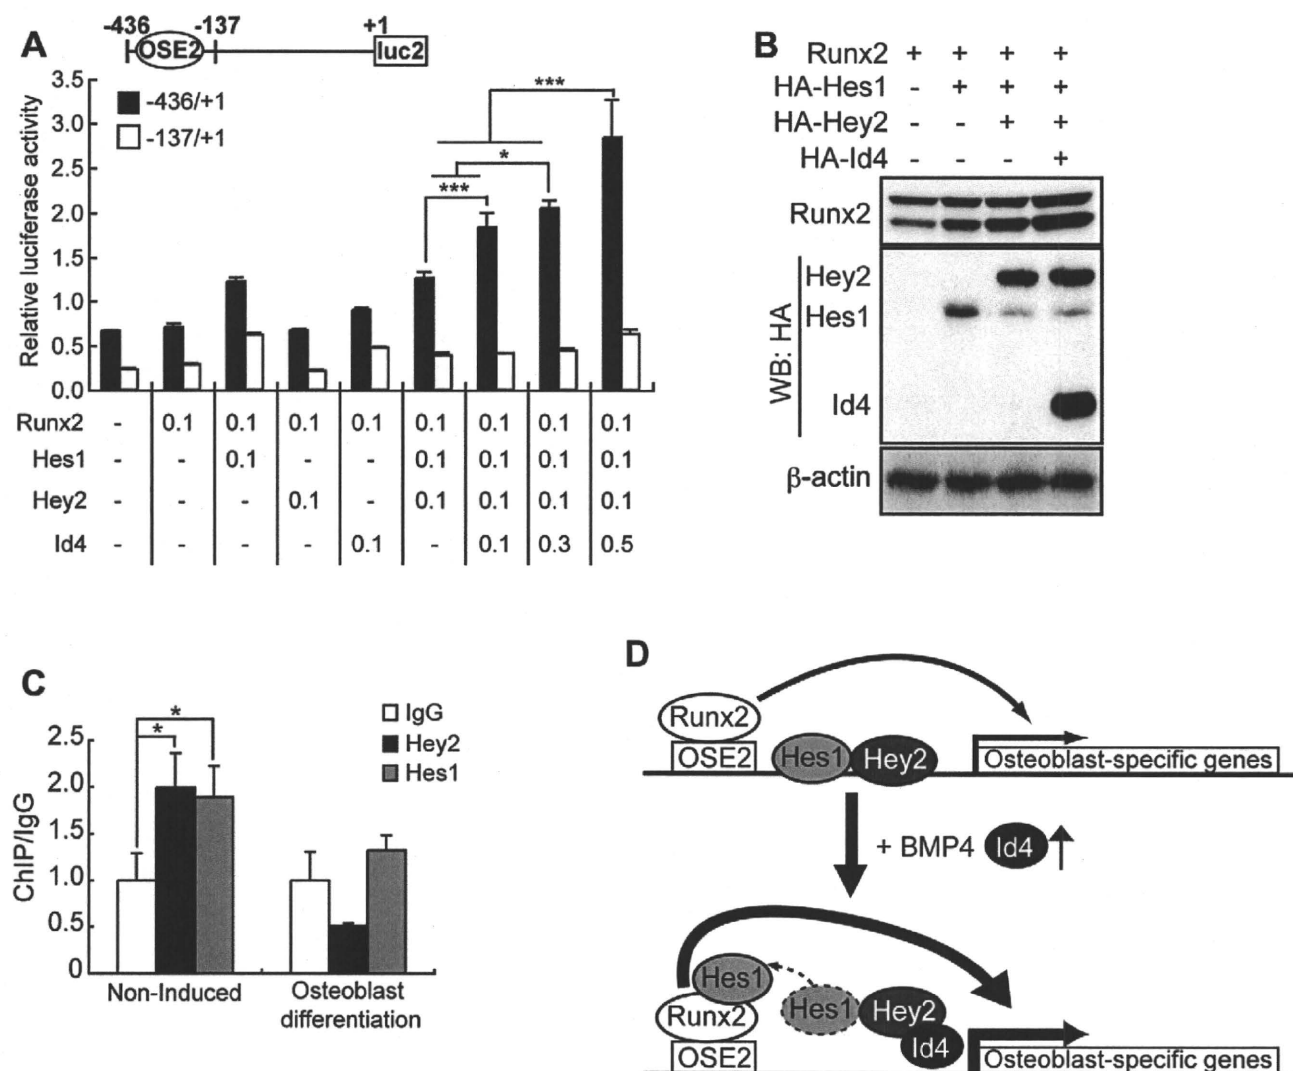 A
-436 -137 +1
OSE2 luc2
Relative luciferase activity
3.5
3.0
2.5
2.0
1.5
1.0
0.5
0.0
-436/+1
-137/+1
***
*
***
Runx2 - 0.1 0.1 0.1 0.1 0.1 0.1 0.1 0.1
Hes1 - - 0.1 - - 0.1 0.1 0.1 0.1
Hey2 - - - 0.1 - 0.1 0.1 0.1 0.1
Id4 - - - - 0.1 - 0.1 0.3 0.5
B
Runx2 + + + +
HA-Hes1 - + + +
HA-Hey2 - - + +
HA-Id4 - - - +
Runx2
WB: HA
Hey2
Hes1
Id4
β-actin
C
ChIP/IgG
2.5
2.0
1.5
1.0
0.5
0
*
*
IgG
Hey2
Hes1
Non-Induced
Osteoblast
differentiation
D
Runx2
OSE2 Hes1 Hey2 Osteoblast-specific genes
+ BMP4 Id4
Hes1
Runx2 Hes1 Hey2
Id4
OSE2 Osteoblast-specific genes